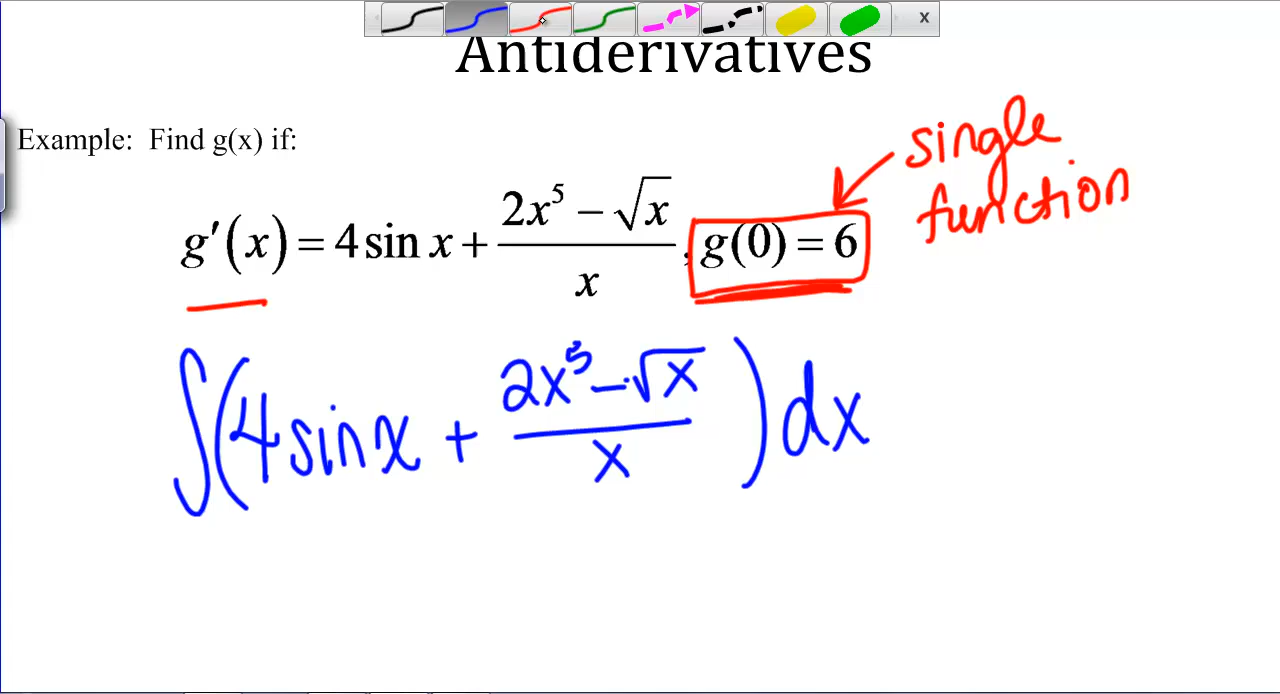 x
Antiderivatives
Example: Find g(x) if:
g′(x) = 4 sin x + (2x⁵ − √x)/x, g(0) = 6
single
function
∫(4 sin x + (2x⁵ − √x)/x) dx